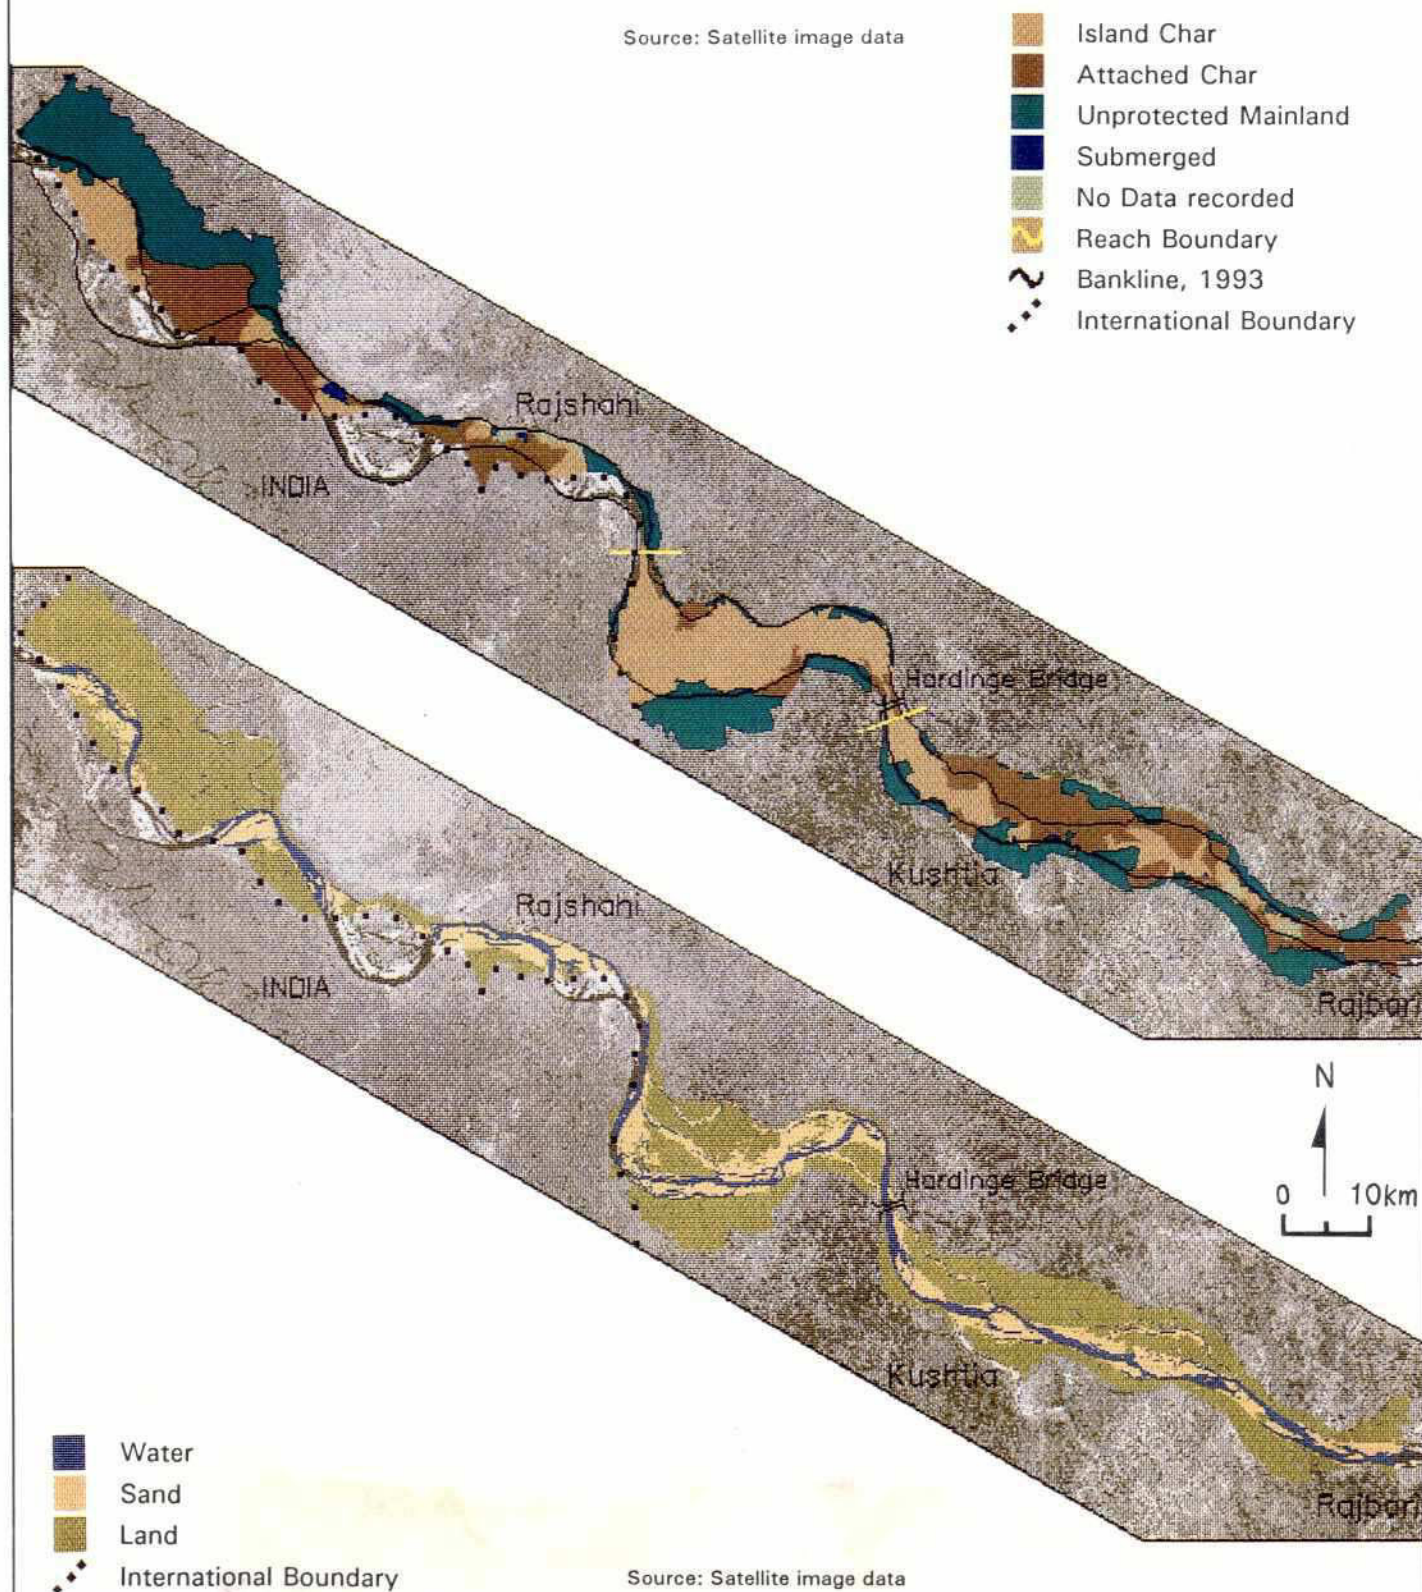 Source: Satellite image data
Island Char
Attached Char
Unprotected Mainland
Submerged
No Data recorded
Reach Boundary
Bankline, 1993
International Boundary
Rajshahi
INDIA
Hardinge Bridge
Kushtia
Rajbari
Rajshahi
INDIA
Hardinge Bridge
Kushtia
Rajbari
N
0 10km
Water
Sand
Land
International Boundary
Source: Satellite image data